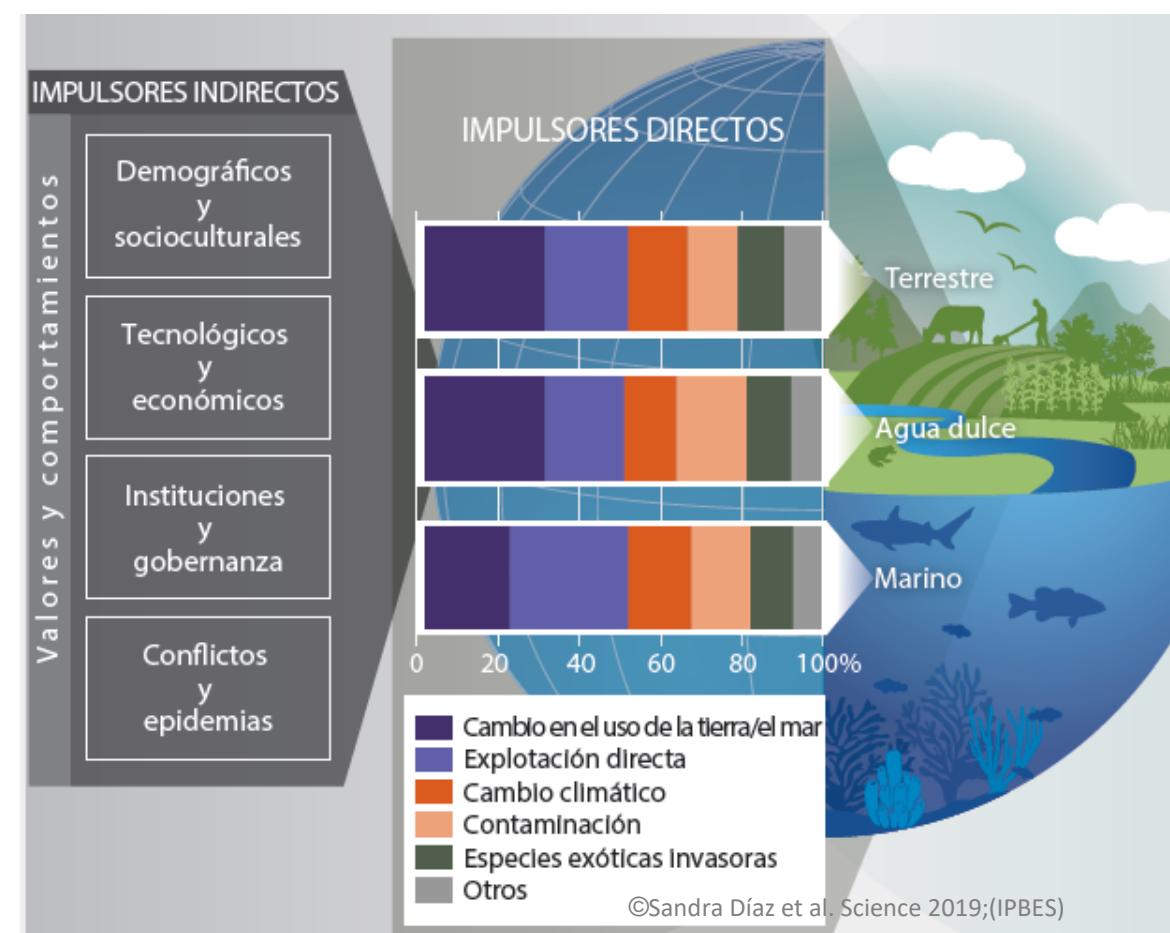 IMPULSORES INDIRECTOS
Valores y comportamientos
Demográficos
y
socioculturales
Tecnológicos
y
económicos
Instituciones
y
gobernanza
Conflictos
y
epidemias
IMPULSORES DIRECTOS
Terrestre
Agua dulce
Marino
0 20 40 60 80 100%
Cambio en el uso de la tierra/el mar
Explotación directa
Cambio climático
Contaminación
Especies exóticas invasoras
Otros
©Sandra Díaz et al. Science 2019;(IPBES)